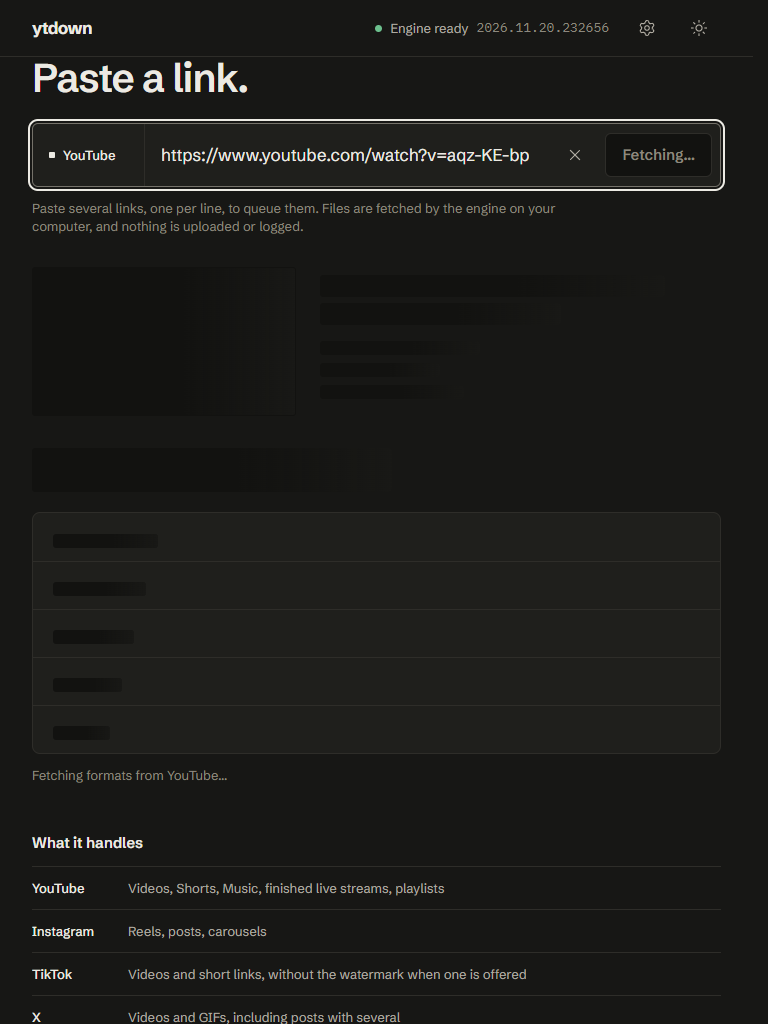 ytdown
Engine ready 2026.11.20.232656
Paste a link.
YouTube https://www.youtube.com/watch?v=aqz-KE-bp Fetching…
Paste several links, one per line, to queue them. Files are fetched by the engine on your
computer, and nothing is uploaded or logged.
Fetching formats from YouTube…
What it handles
YouTube Videos, Shorts, Music, finished live streams, playlists
Instagram Reels, posts, carousels
TikTok Videos and short links, without the watermark when one is offered
X Videos and GIFs, including posts with several